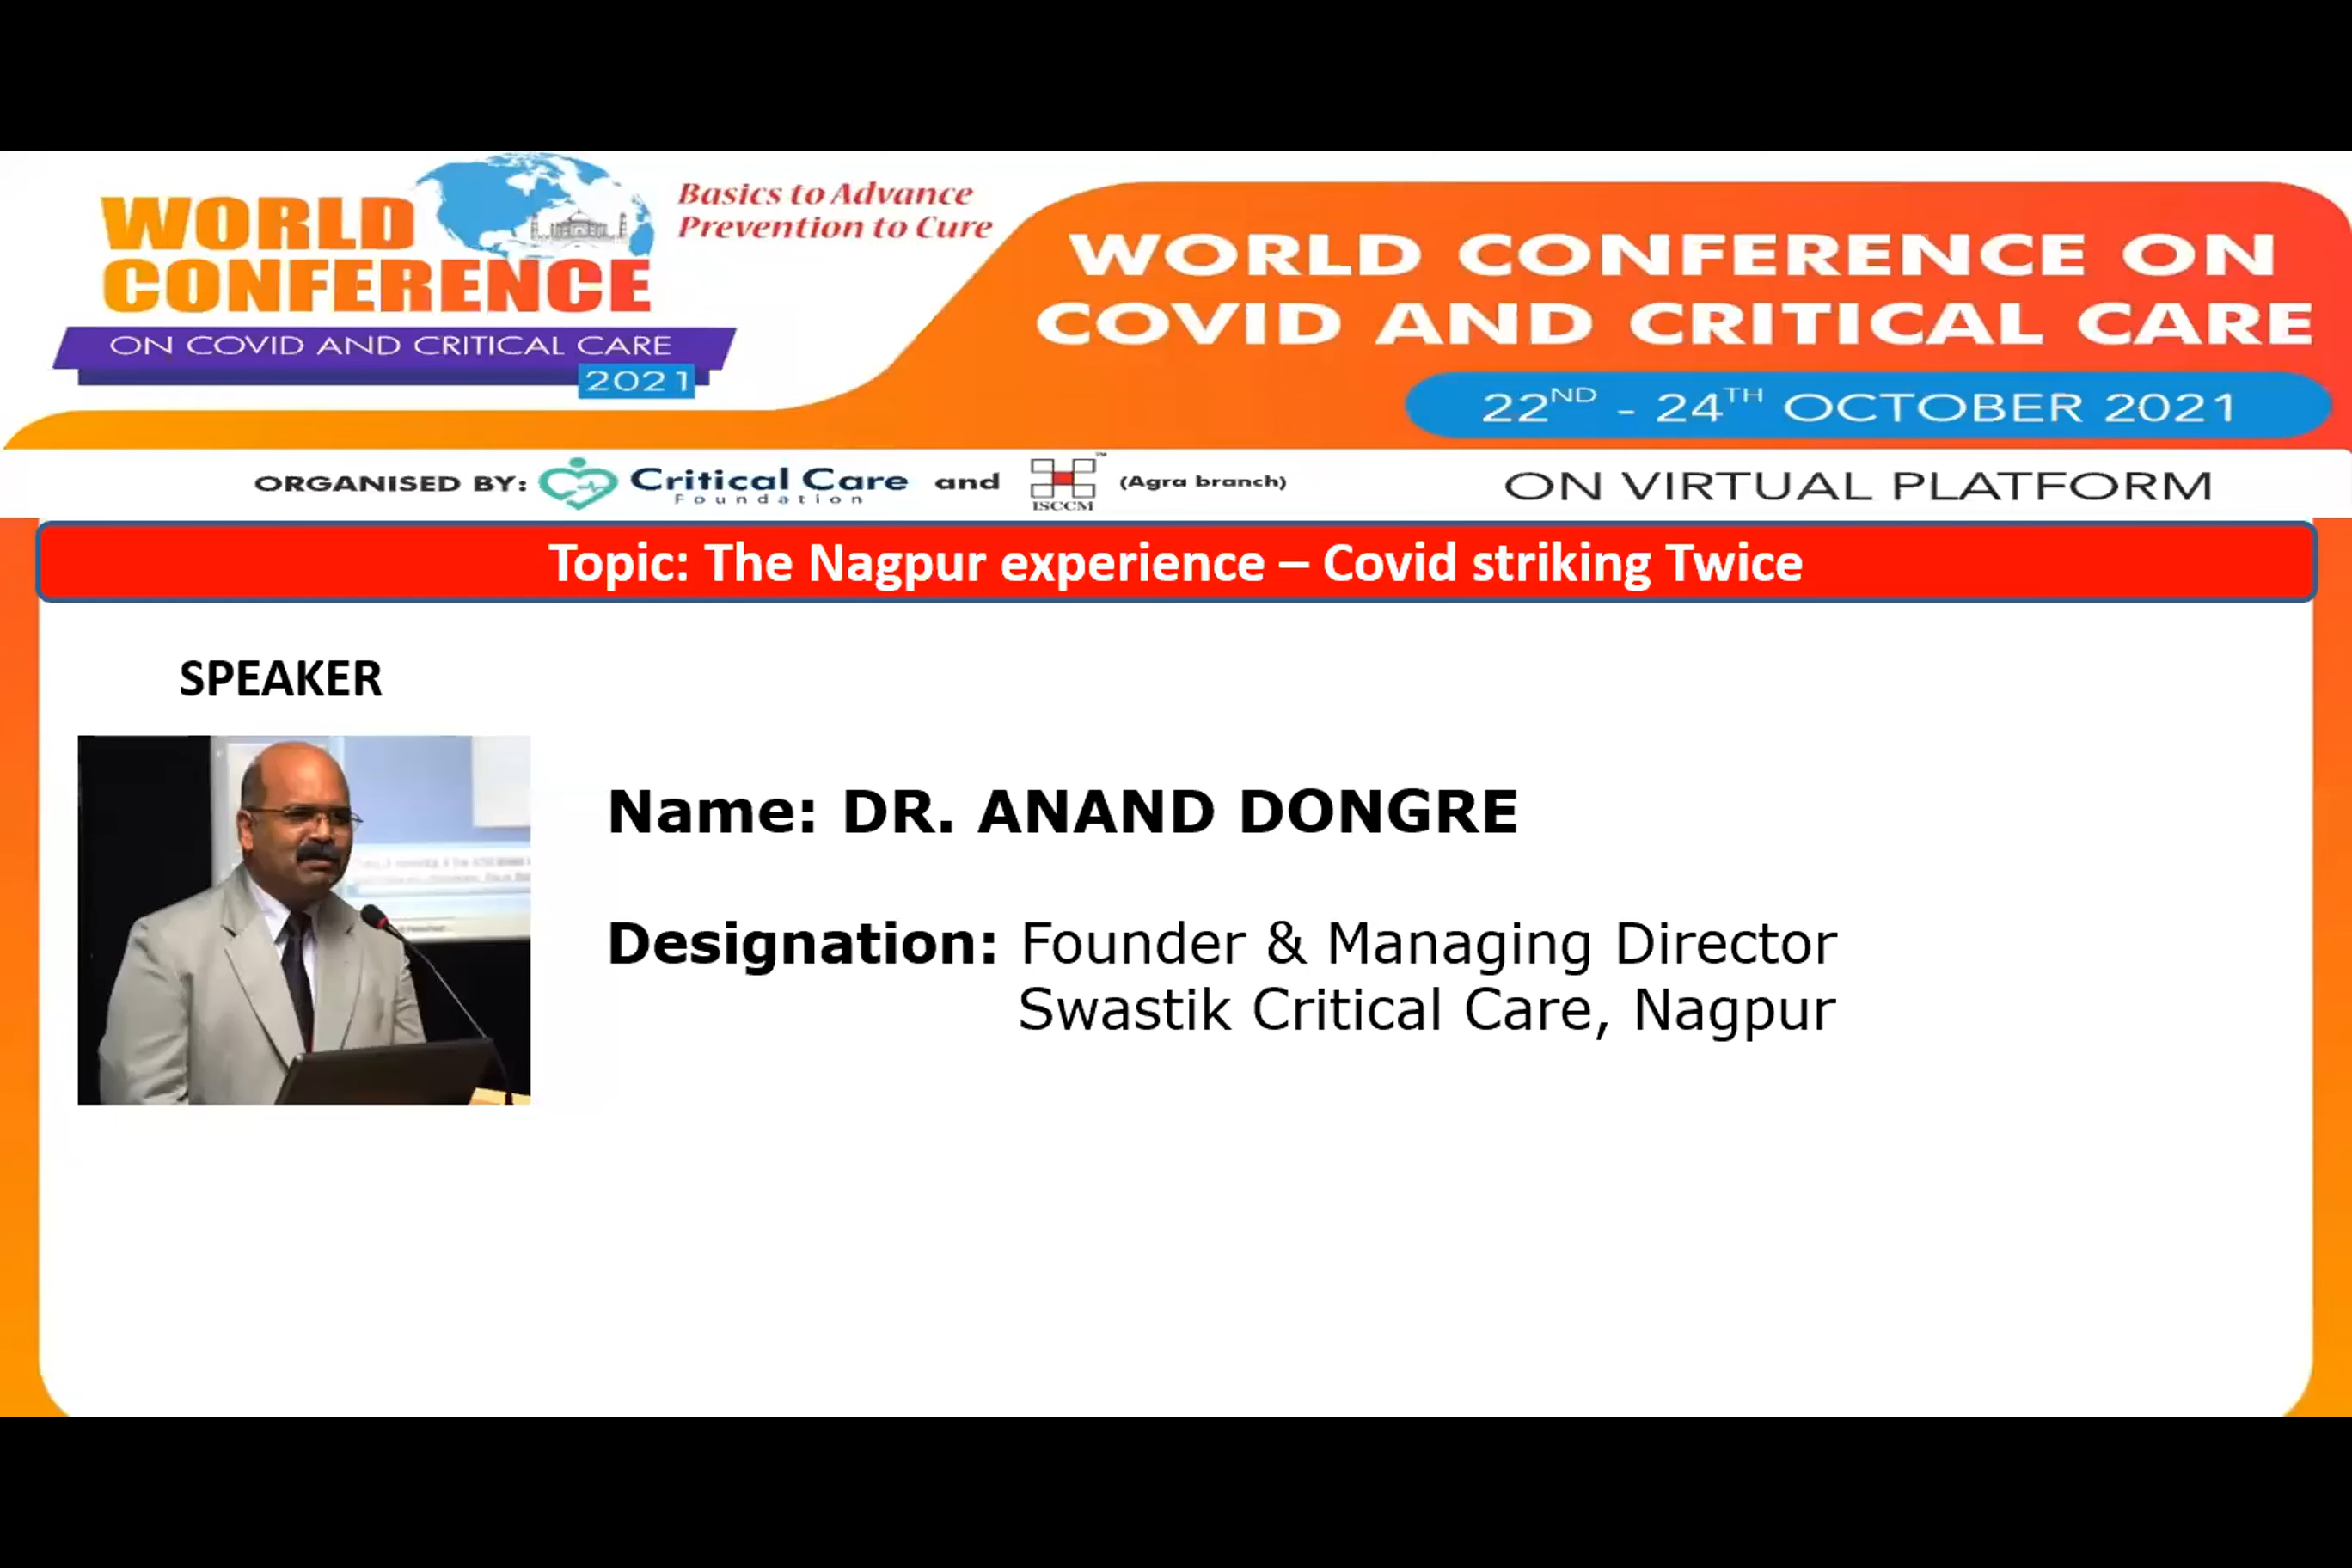 WORLD
CONFERENCE
ON COVID AND CRITICAL CARE
2021
Basics to Advance
Prevention to Cure
WORLD CONFERENCE ON
COVID AND CRITICAL CARE
22ND - 24TH OCTOBER 2021
ORGANISED BY: Critical Care Foundation and ISCCM™ (Agra branch)
ON VIRTUAL PLATFORM
Topic: The Nagpur experience – Covid striking Twice
SPEAKER
Name: DR. ANAND DONGRE
Designation: Founder & Managing Director
Swastik Critical Care, Nagpur